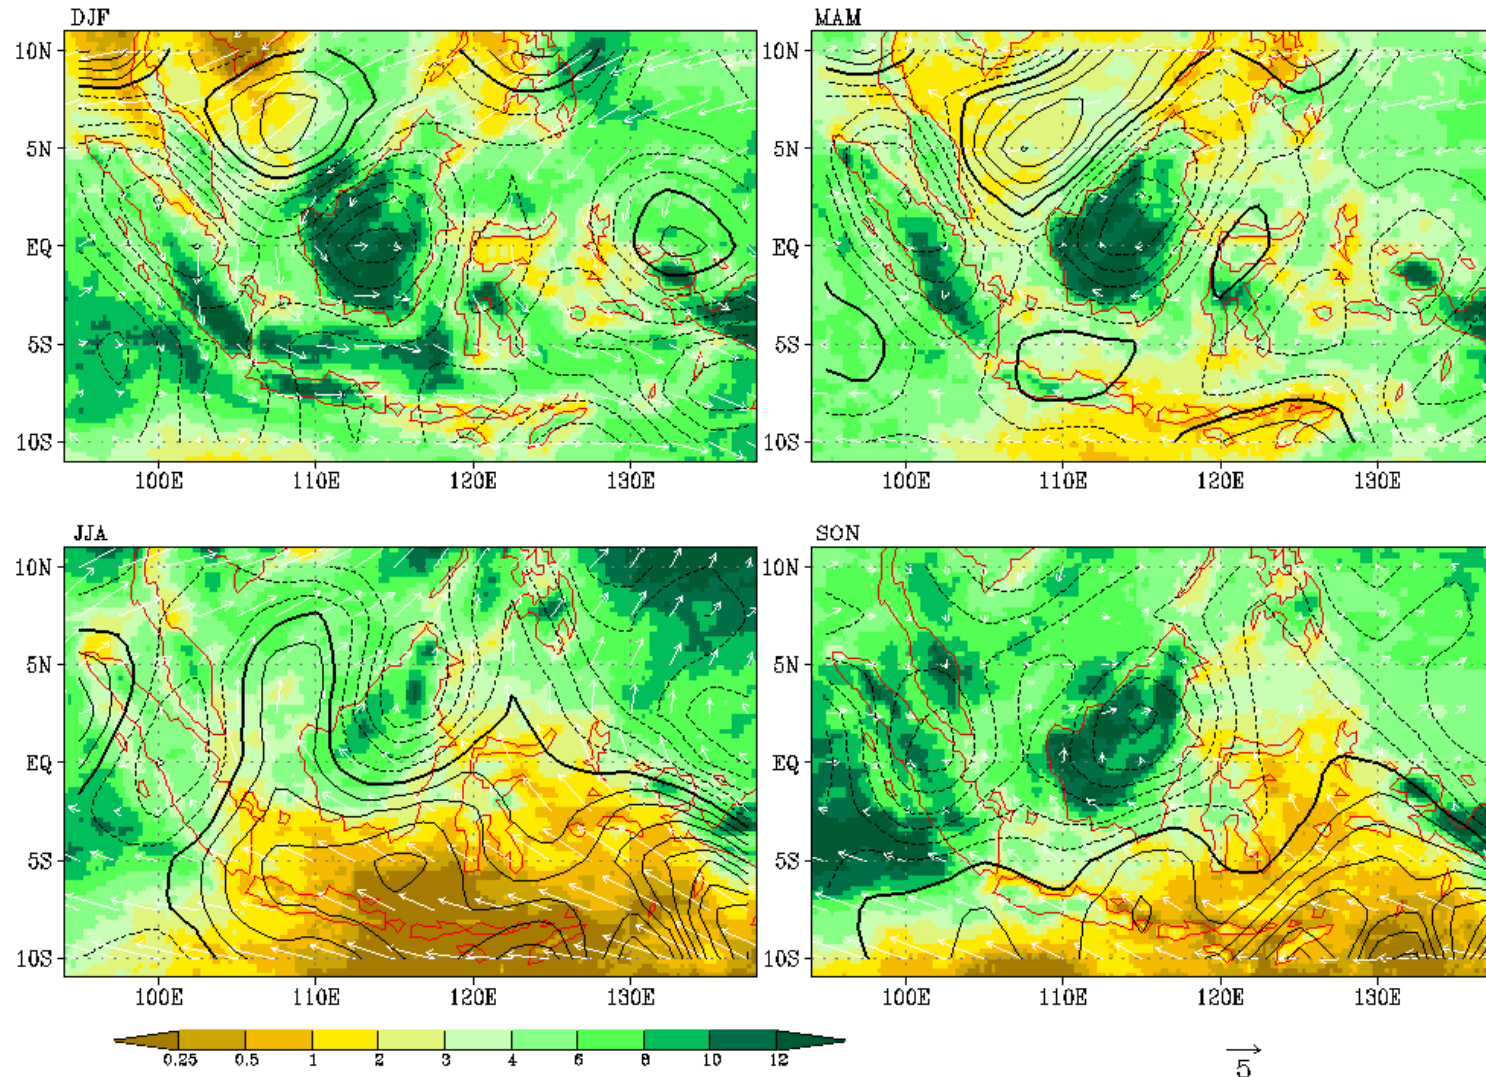 DJF MAM
10N 10N
5N 5N
EQ EQ
5S 5S
10S 10S
100E 110E 120E 130E 100E 110E 120E 130E
JJA SON
10N 10N
5N 5N
EQ EQ
5S 5S
10S 10S
100E 110E 120E 130E 100E 110E 120E 130E
0.25 0.5 1 2 3 4 6 8 10 12
5